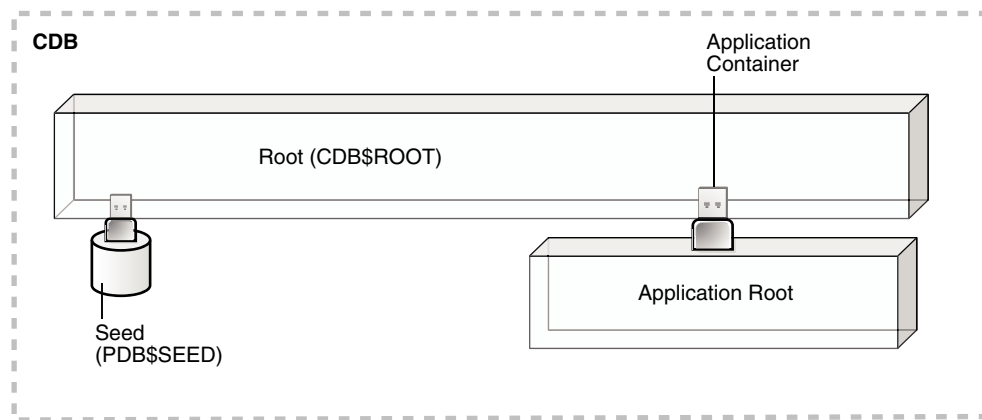 CDB
Application
Container
Root (CDB$ROOT)
Application Root
Seed
(PDB$SEED)